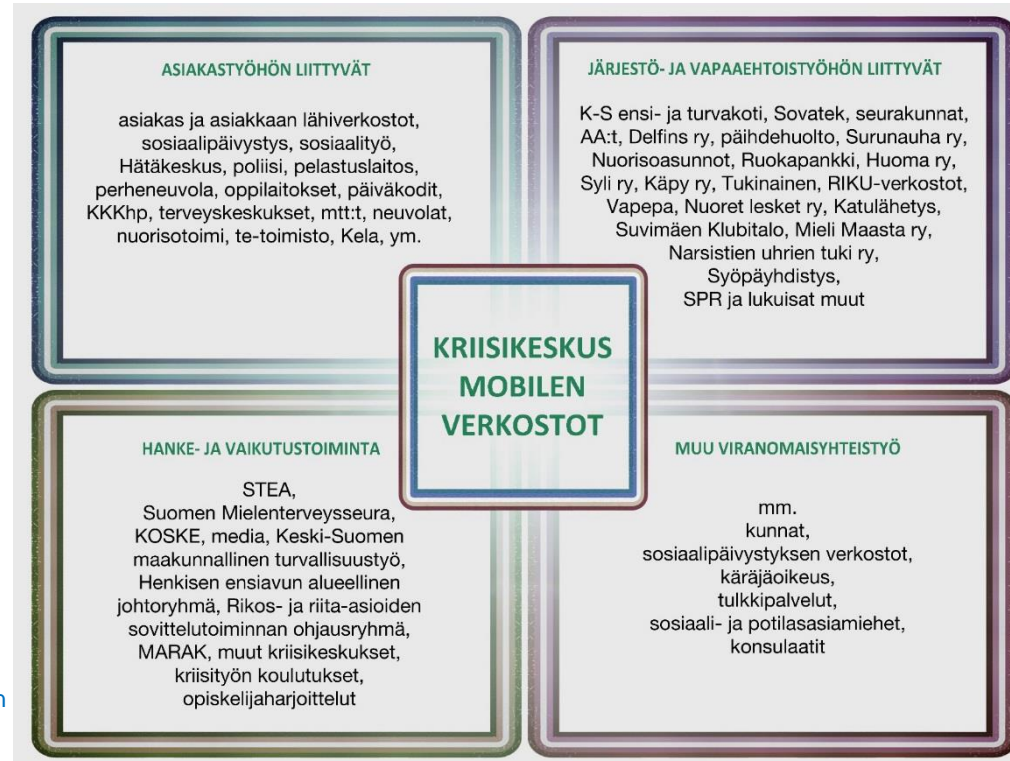 ASIAKASTYÖHÖN LIITTYVÄT
asiakas ja asiakkaan lähiverkostot,
sosiaalipäivystys, sosiaalityö,
Hätäkeskus, poliisi, pelastuslaitos,
perheneuvola, oppilaitokset, päiväkodit,
KKKhp, terveyskeskukset, mtt:t, neuvolat,
nuorisotoimi, te-toimisto, Kela, ym.
JÄRJESTÖ- JA VAPAAEHTOISTYÖHÖN LIITTYVÄT
K-S ensi- ja turvakoti, Sovatek, seurakunnat,
AA:t, Delfins ry, päihdehuolto, Surunauha ry,
Nuorisoasunnot, Ruokapankki, Huoma ry,
Syli ry, Käpy ry, Tukinainen, RIKU-verkostot,
Vapepa, Nuoret lesket ry, Katulähetys,
Suvimäen Klubitalo, Mieli Maasta ry,
Narsistien uhrien tuki ry,
Syöpäyhdistys,
SPR ja lukuisat muut
KRIISIKESKUS
MOBILEN
VERKOSTOT
HANKE- JA VAIKUTUSTOIMINTA
STEA,
Suomen Mielenterveysseura,
KOSKE, media, Keski-Suomen
maakunnallinen turvallisuustyö,
Henkisen ensiavun alueellinen
johtoryhmä, Rikos- ja riita-asioiden
sovittelutoiminnan ohjausryhmä,
MARAK, muut kriisikeskukset,
kriisityön koulutukset,
opiskelijaharjoittelut
MUU VIRANOMAISYHTEISTYÖ
mm.
kunnat,
sosiaalipäivystyksen verkostot,
käräjäoikeus,
tulkkipalvelut,
sosiaali- ja potilasasiamiehet,
konsulaatit
n